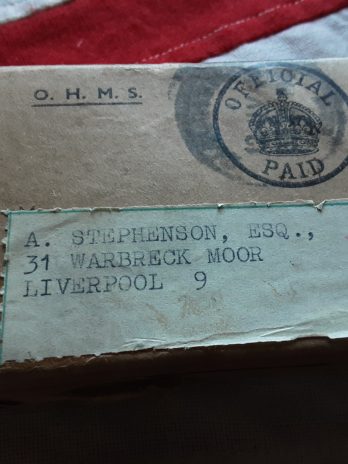 O. H. M. S.
OFFICIAL
PAID
A. STEPHENSON, ESQ.,
31 WARBRECK MOOR
LIVERPOOL 9